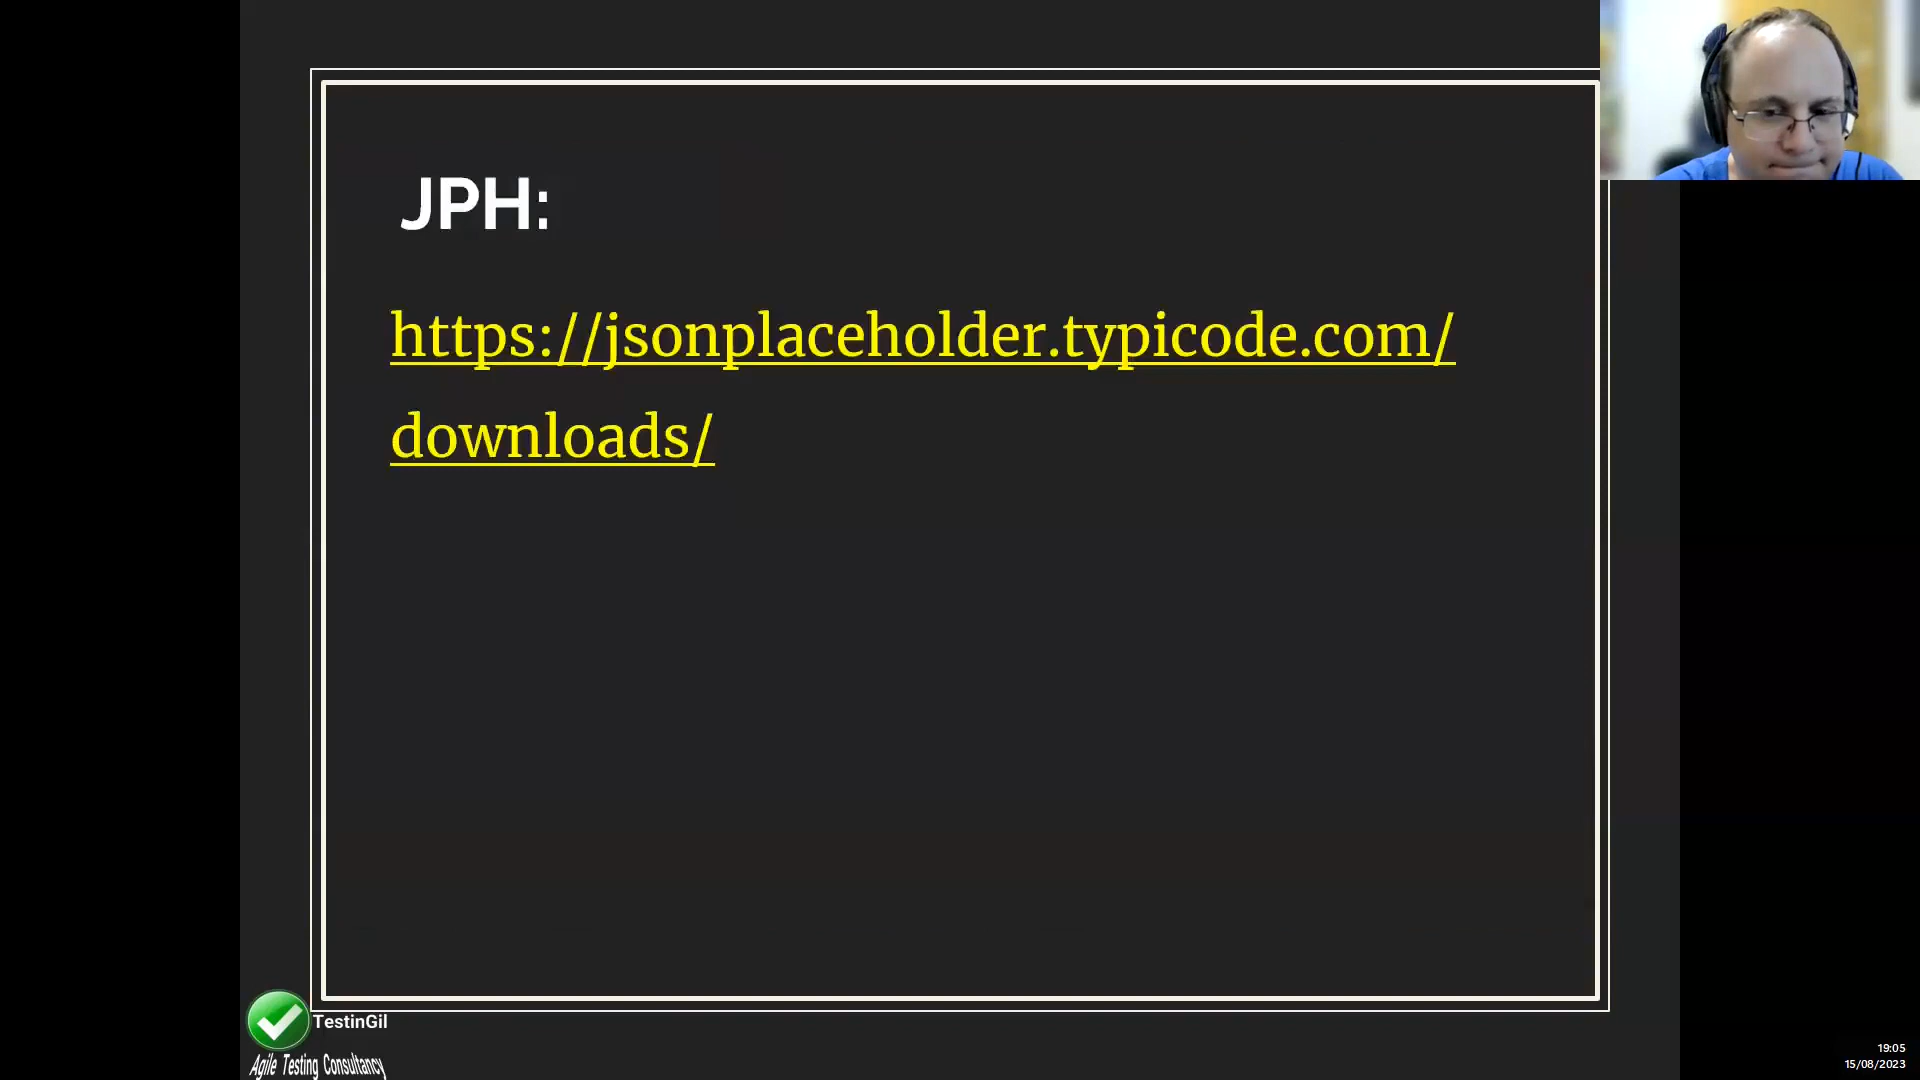 JPH:
https://jsonplaceholder.typicode.com/
downloads/
TestinGil
Agile Testing Consultancy
19:05
15/08/2023